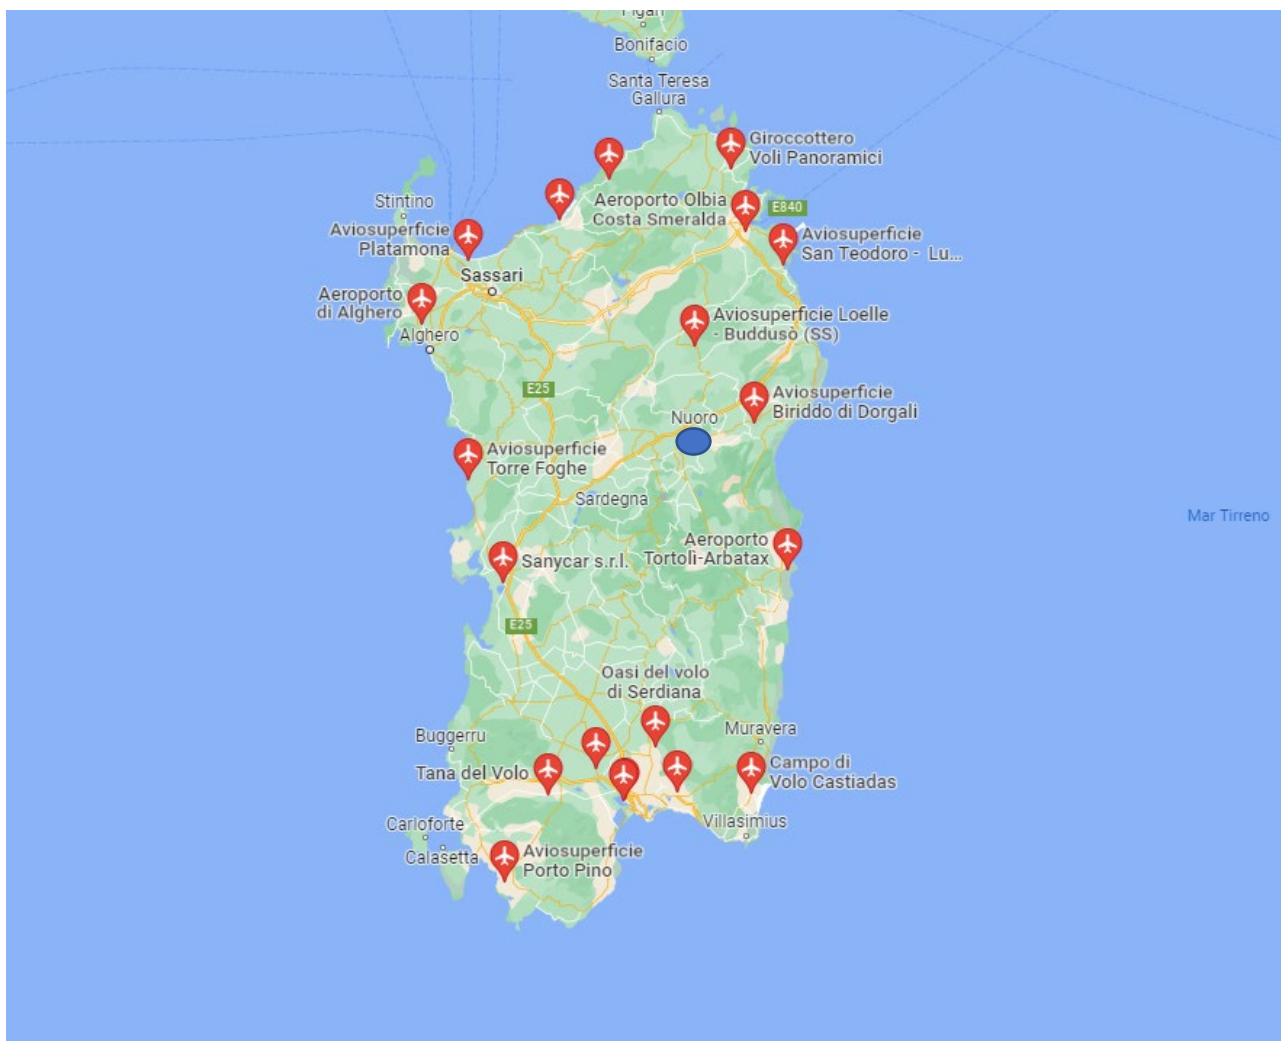 Pigari
Bonifacio
Santa Teresa
Gallura
Giroccottero
Voli Panoramici
Stintino
Aeroporto Olbia
Costa Smeralda
E840
Aviosuperficie
Platamona
Aviosuperficie
San Teodoro - Lu...
Sassari
Aeroporto
di Alghero
Aviosuperficie Loelle
- Buddusò (SS)
Alghero
E25
Aviosuperficie
Biriddo di Dorgali
Nuoro
Aviosuperficie
Torre Foghe
Sardegna
Mar Tirreno
Aeroporto
Tortolì-Arbatax
Sanycar s.r.l.
E25
Oasi del volo
di Serdiana
Buggerru
Muravera
Tana del Volo
Campo di
Volo Castiadas
Carloforte
Villasimius
Calasetta
Aviosuperficie
Porto Pino